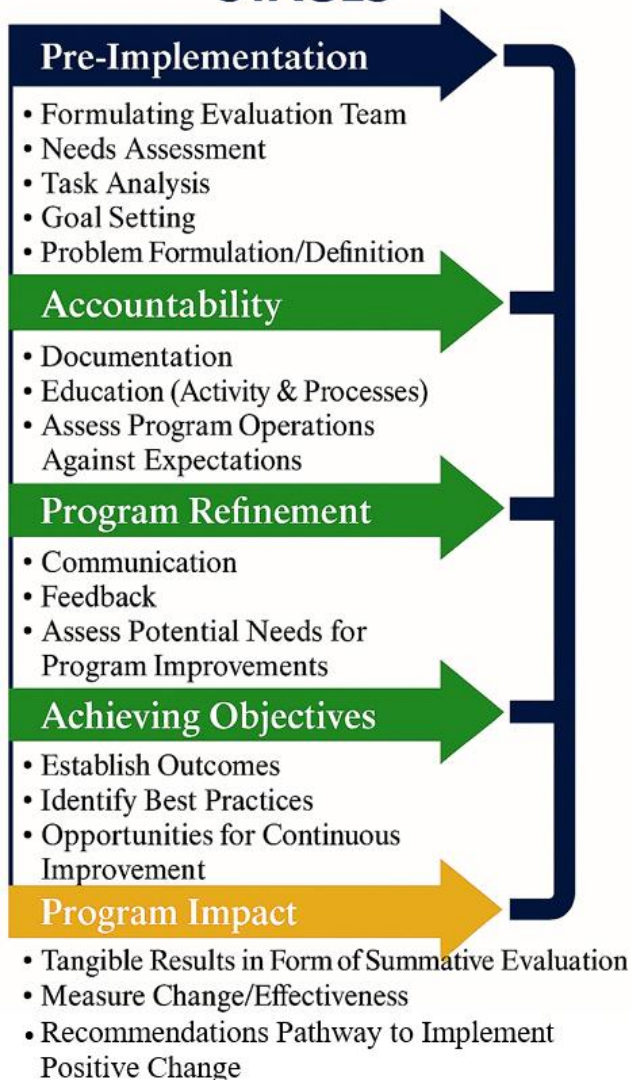 Pre-Implementation
• Formulating Evaluation Team
• Needs Assessment
• Task Analysis
• Goal Setting
• Problem Formulation/Definition
Accountability
• Documentation
• Education (Activity & Processes)
• Assess Program Operations
Against Expectations
Program Refinement
• Communication
• Feedback
• Assess Potential Needs for
Program Improvements
Achieving Objectives
• Establish Outcomes
• Identify Best Practices
• Opportunities for Continuous
Improvement
Program Impact
• Tangible Results in Form of Summative Evaluation
• Measure Change/Effectiveness
• Recommendations Pathway to Implement
Positive Change